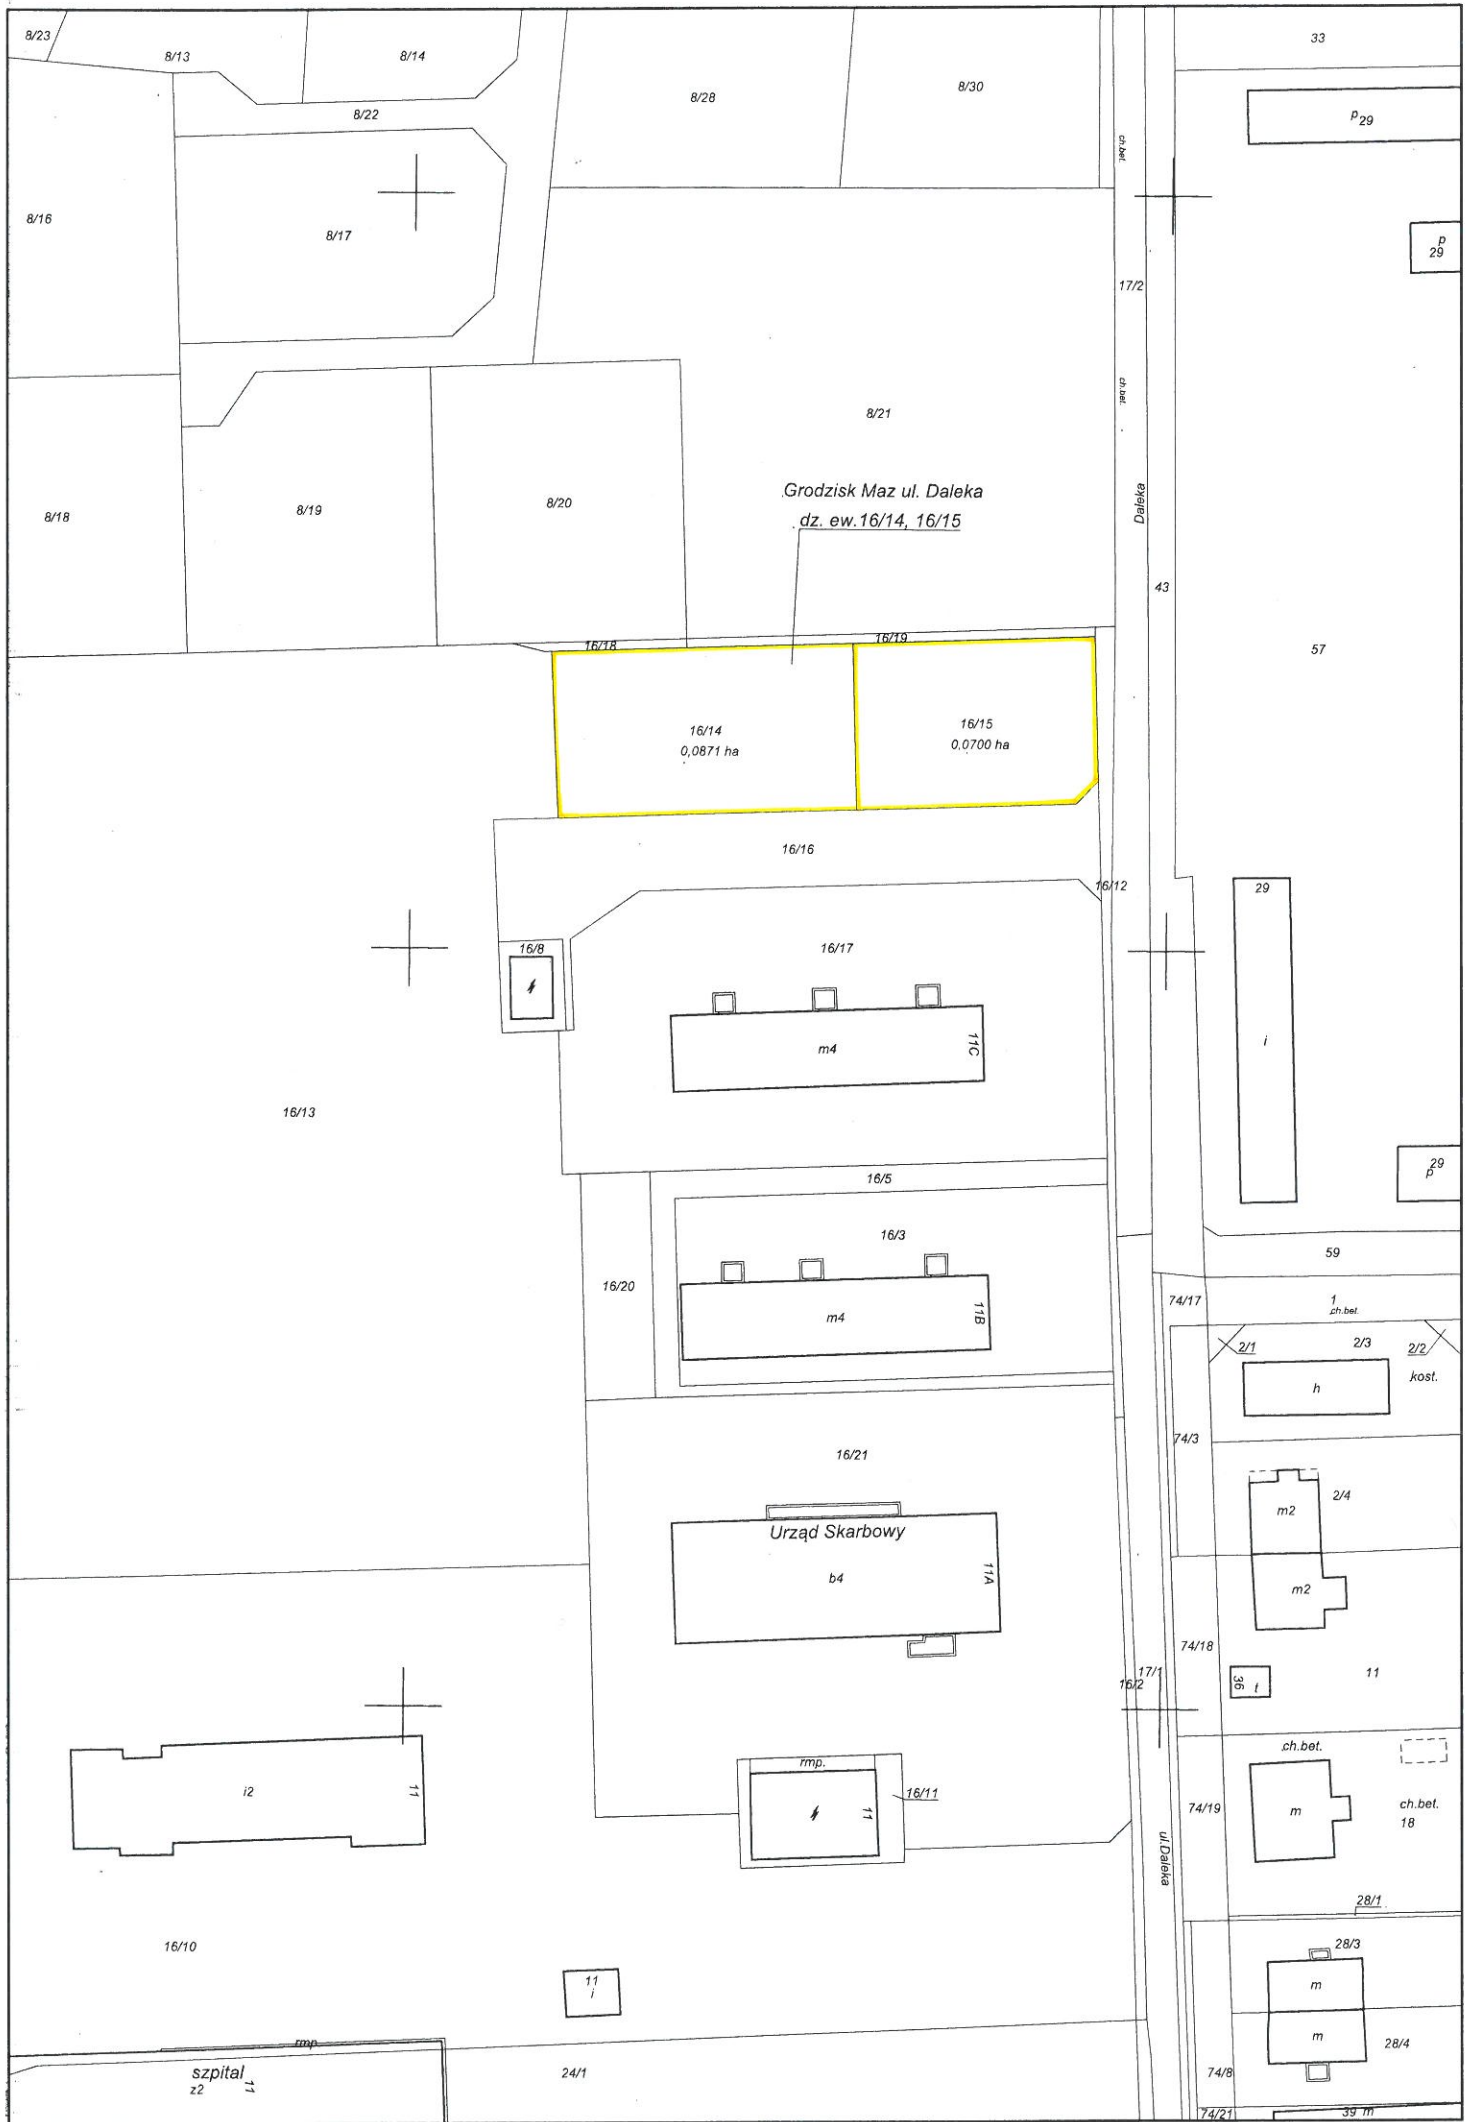 8/23
8/13
8/14
33
8/28
8/30
p 29
8/22
ch.bet.
8/16
8/17
p
29
17/2
ch.bet.
8/21
Grodzisk Maz ul. Daleka
dz. ew.16/14, 16/15
Daleka
8/18
8/19
8/20
43
57
16/18
16/19
16/14
0,0871 ha
16/15
0,0700 ha
16/16
16/12
29
16/8
16/17
m4
11C
i
16/13
29
p
16/5
16/3
59
16/20
74/17
1
ch.bet.
m4
11B
2/1
2/3
2/2
kost.
h
74/3
16/21
2/4
m2
Urząd Skarbowy
b4
11A
m2
74/18
17/1
16/2
36
t
11
ch.bet.
rmp.
i2
11
16/11
11
74/19
m
ch.bet.
18
ul.Daleka
28/1
16/10
28/3
11
i
m
rmp
m
28/4
szpital
z2
11
24/1
74/8
74/21
39 m